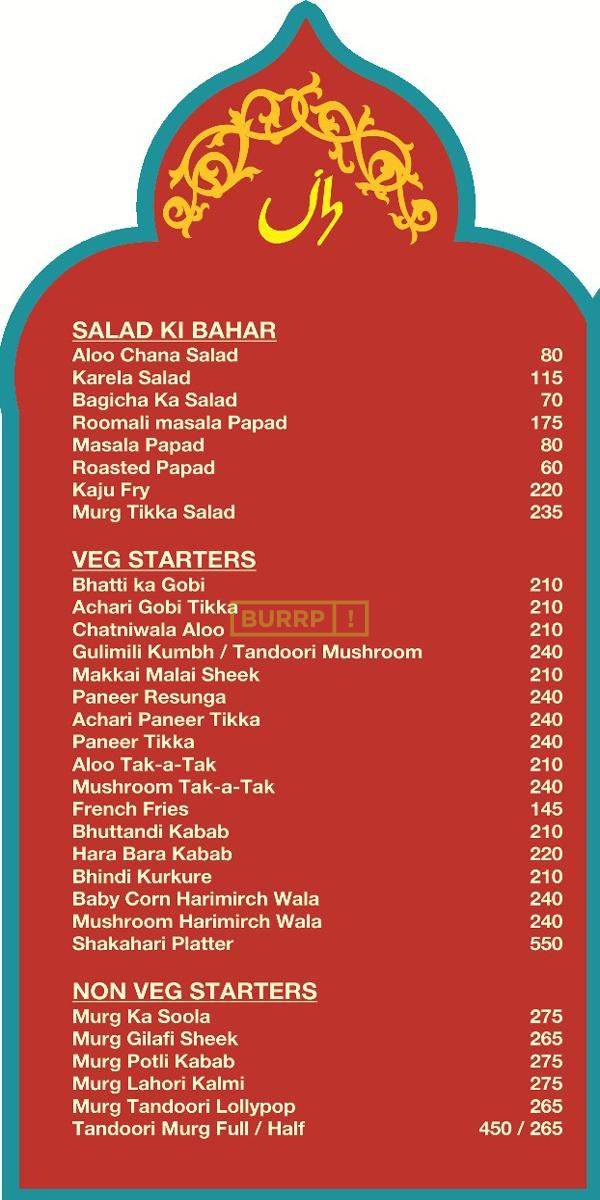 SALAD KI BAHAR
Aloo Chana Salad 80
Karela Salad 115
Bagicha Ka Salad 70
Roomali masala Papad 175
Masala Papad 80
Roasted Papad 60
Kaju Fry 220
Murg Tikka Salad 235
VEG STARTERS
Bhatti ka Gobi 210
Achari Gobi Tikka 210
BURRP!
Chatniwala Aloo 210
Gulimili Kumbh / Tandoori Mushroom 240
Makkai Malai Sheek 210
Paneer Resunga 240
Achari Paneer Tikka 240
Paneer Tikka 240
Aloo Tak-a-Tak 210
Mushroom Tak-a-Tak 240
French Fries 145
Bhuttandi Kabab 210
Hara Bara Kabab 220
Bhindi Kurkure 210
Baby Corn Harimirch Wala 240
Mushroom Harimirch Wala 240
Shakahari Platter 550
NON VEG STARTERS
Murg Ka Soola 275
Murg Gilafi Sheek 265
Murg Potli Kabab 275
Murg Lahori Kalmi 275
Murg Tandoori Lollypop 265
Tandoori Murg Full / Half 450 / 265